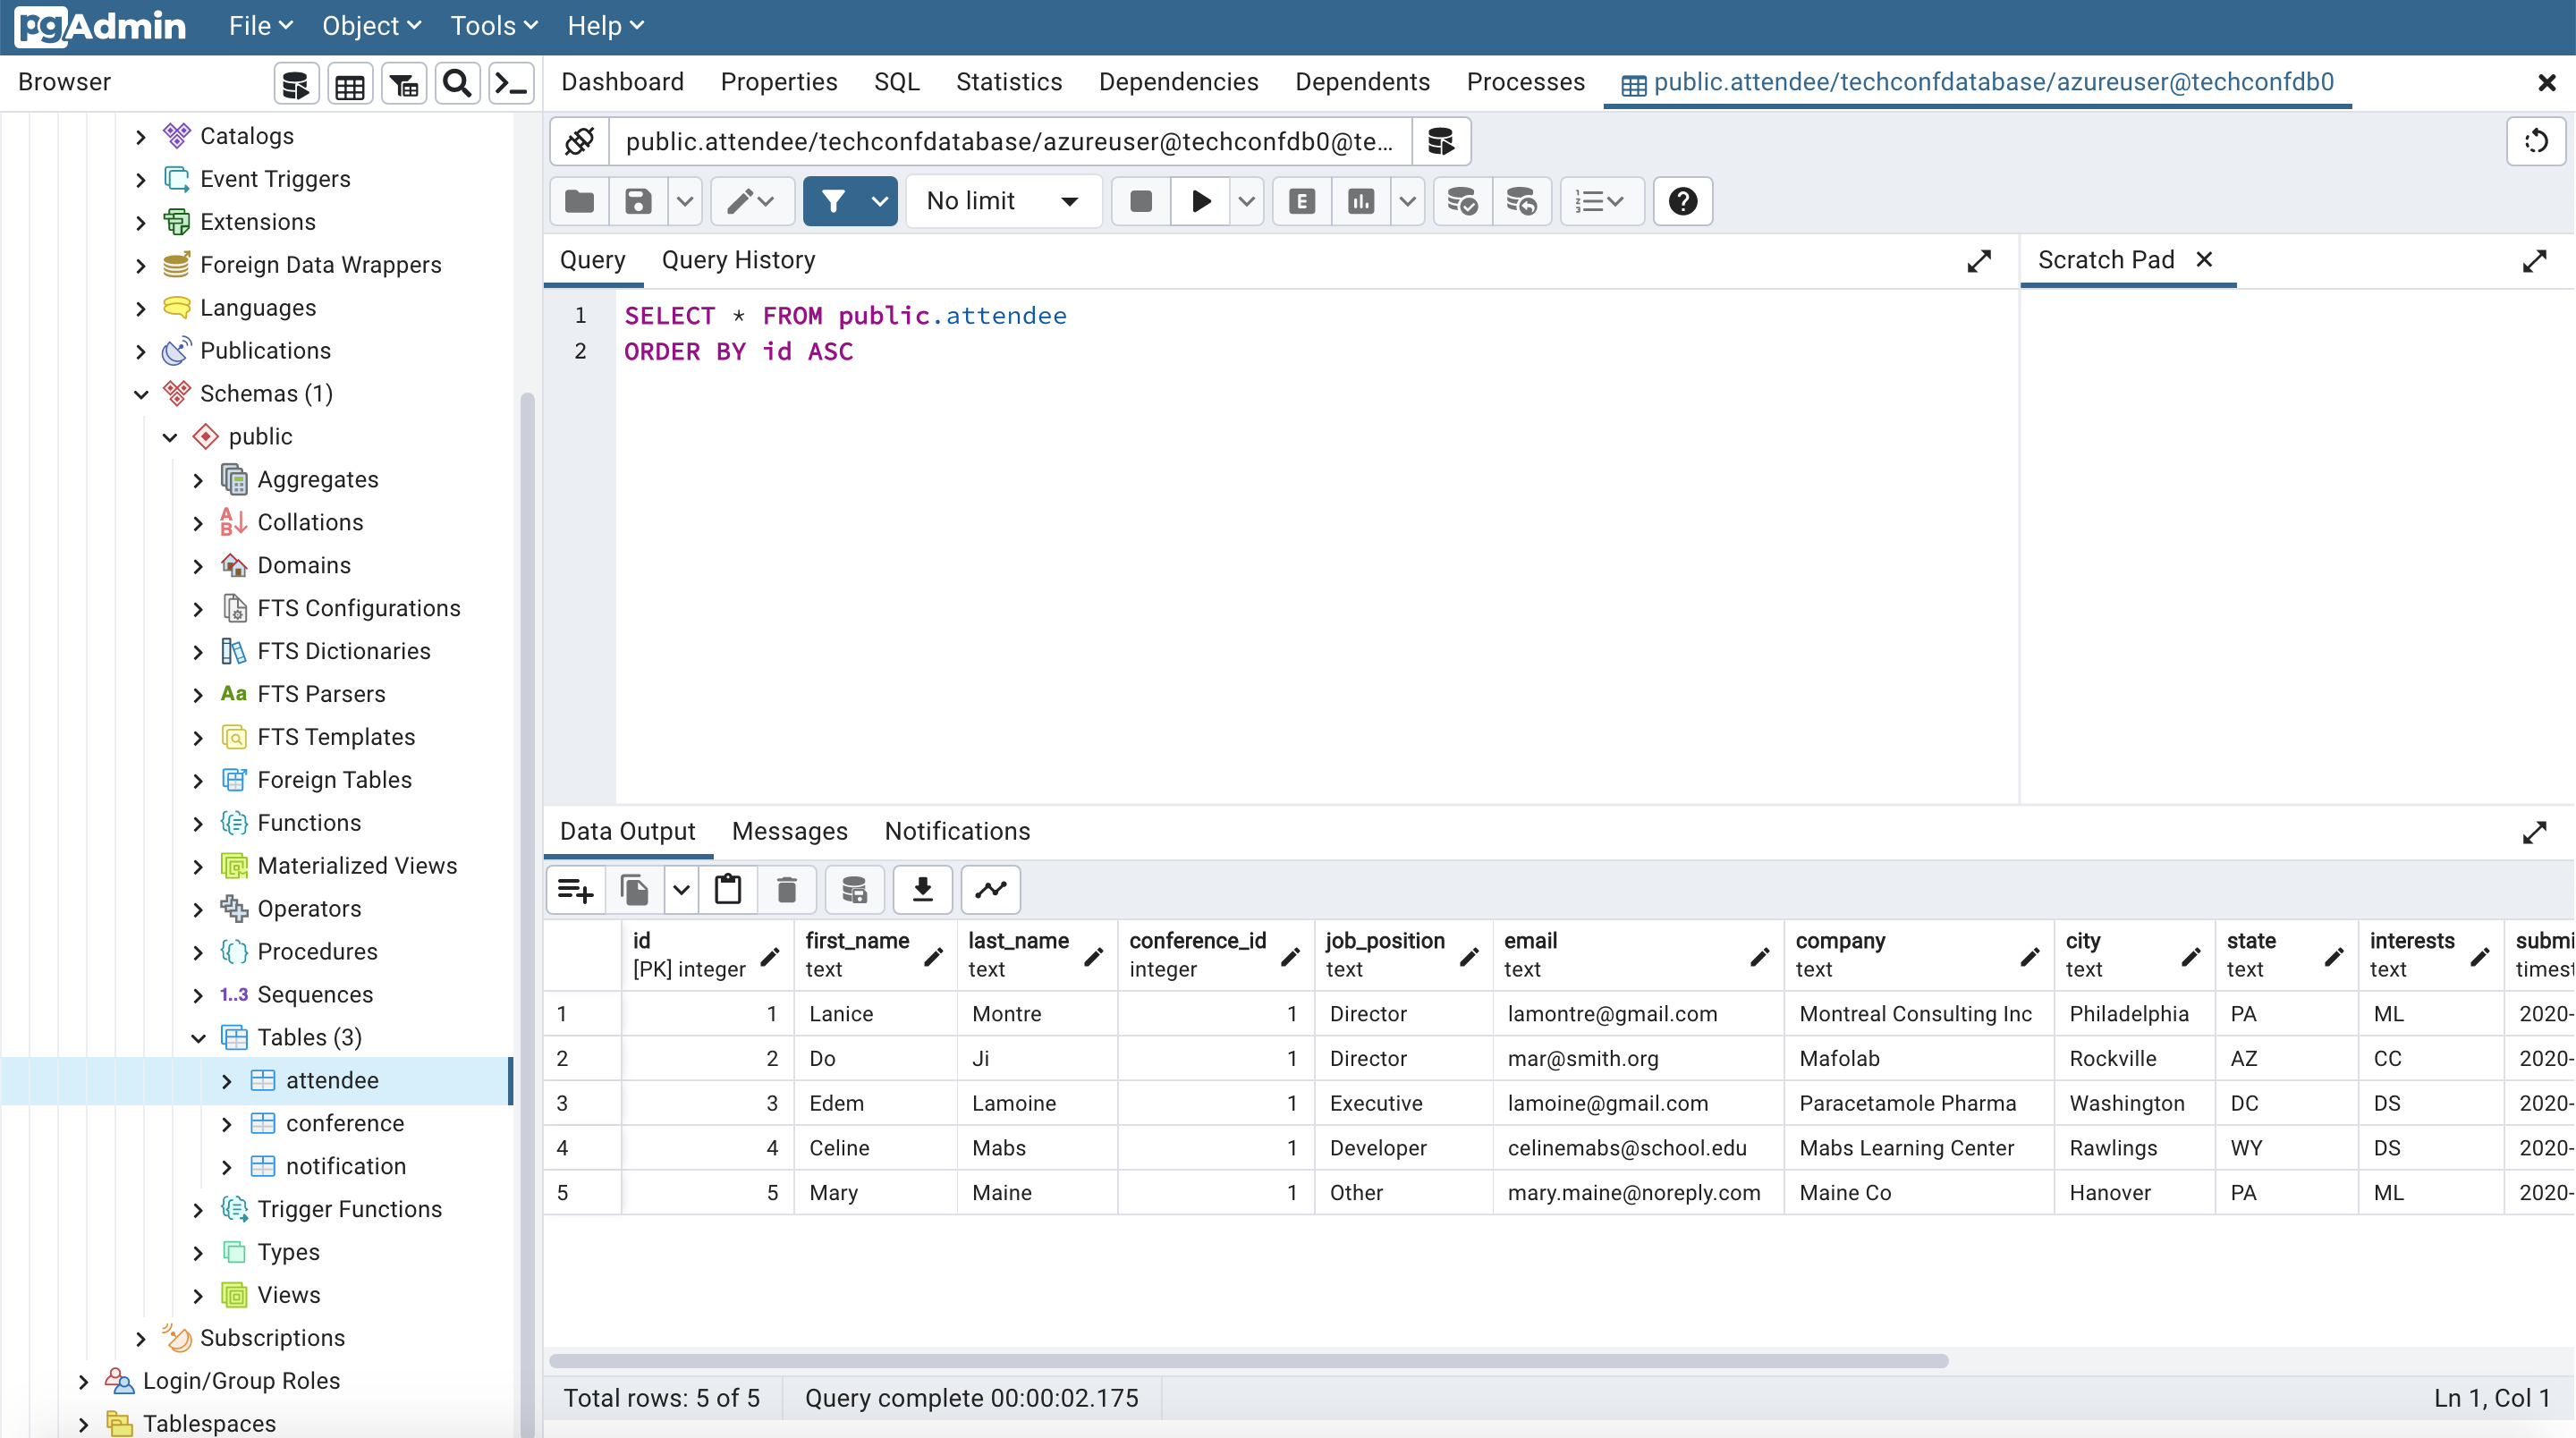 pgAdmin File Object Tools Help
Browser
Dashboard Properties SQL Statistics Dependencies Dependents Processes public.attendee/techconfdatabase/azureuser@techconfdb0
public.attendee/techconfdatabase/azureuser@techconfdb0@te...
No limit
E
Query Query History
Scratch Pad
1 SELECT * FROM public.attendee
2 ORDER BY id ASC
Catalogs
Event Triggers
Extensions
Foreign Data Wrappers
Languages
Publications
Schemas (1)
public
Aggregates
Collations
Domains
FTS Configurations
FTS Dictionaries
Aa FTS Parsers
FTS Templates
Foreign Tables
Functions
Materialized Views
Operators
Procedures
1..3 Sequences
Tables (3)
attendee
conference
notification
Trigger Functions
Types
Views
Subscriptions
Login/Group Roles
Tablespaces
Data Output Messages Notifications
id first_name last_name conference_id job_position email company city state interests submi
[PK] integer text text integer text text text text text text timest
1 1 Lanice Montre 1 Director lamontre@gmail.com Montreal Consulting Inc Philadelphia PA ML 2020-
2 2 Do Ji 1 Director mar@smith.org Mafolab Rockville AZ CC 2020-
3 3 Edem Lamoine 1 Executive lamoine@gmail.com Paracetamole Pharma Washington DC DS 2020-
4 4 Celine Mabs 1 Developer celinemabs@school.edu Mabs Learning Center Rawlings WY DS 2020-
5 5 Mary Maine 1 Other mary.maine@noreply.com Maine Co Hanover PA ML 2020-
Total rows: 5 of 5 Query complete 00:00:02.175
Ln 1, Col 1